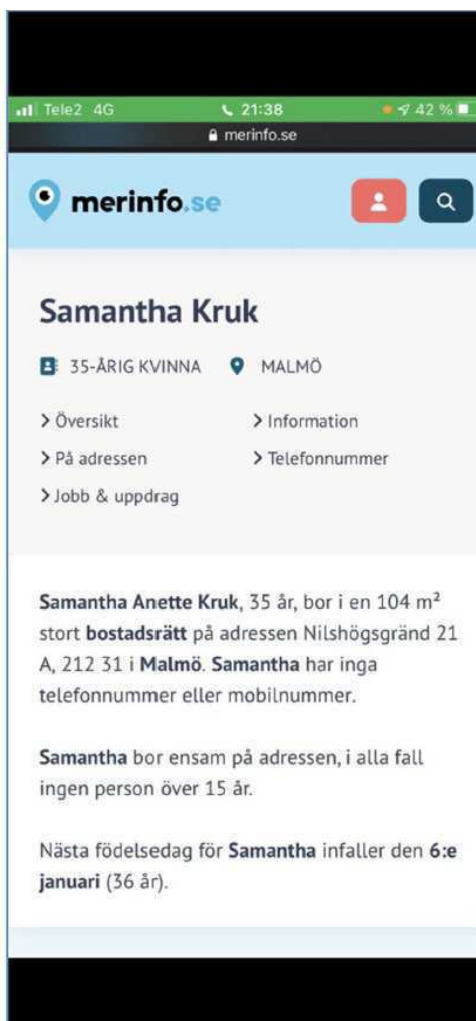 Tele2 4G 21:38 42 %
merinfo.se
merinfo.se
Samantha Kruk
35-ÅRIG KVINNA MALMÖ
> Översikt > Information
> På adressen > Telefonnummer
> Jobb & uppdrag
Samantha Anette Kruk, 35 år, bor i en 104 m²
stort bostadsrätt på adressen Nilshögsgränd 21
A, 212 31 i Malmö. Samantha har inga
telefonnummer eller mobilnummer.
Samantha bor ensam på adressen, i alla fall
ingen person över 15 år.
Nästa födelsedag för Samantha infaller den 6:e
januari (36 år).